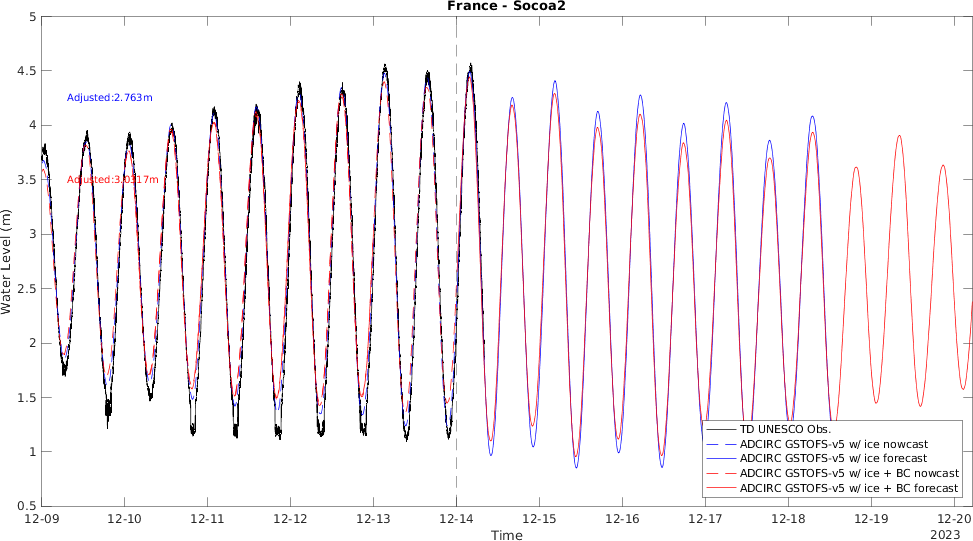 France - Socoa2
5
4.5
4
3.5
3
2.5
2
1.5
1
0.5
Water Level (m)
Adjusted:2.763m
Adjusted:3.0317m
TD UNESCO Obs.
ADCIRC GSTOFS-v5 w/ ice nowcast
ADCIRC GSTOFS-v5 w/ ice forecast
ADCIRC GSTOFS-v5 w/ ice + BC nowcast
ADCIRC GSTOFS-v5 w/ ice + BC forecast
12-09 12-10 12-11 12-12 12-13 12-14 12-15 12-16 12-17 12-18 12-19 12-20
2023
Time